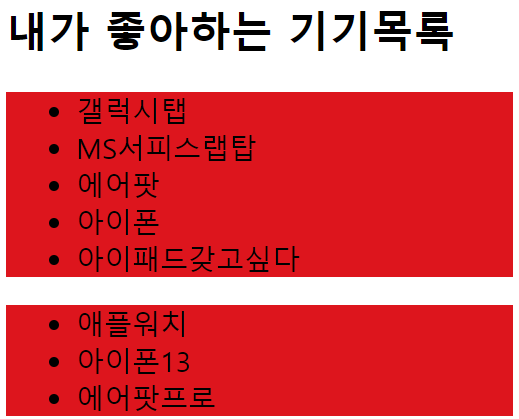 내가 좋아하는 기기목록
갤럭시탭
MS서피스랩탑
에어팟
아이폰
아이패드갖고싶다
애플워치
아이폰13
에어팟프로